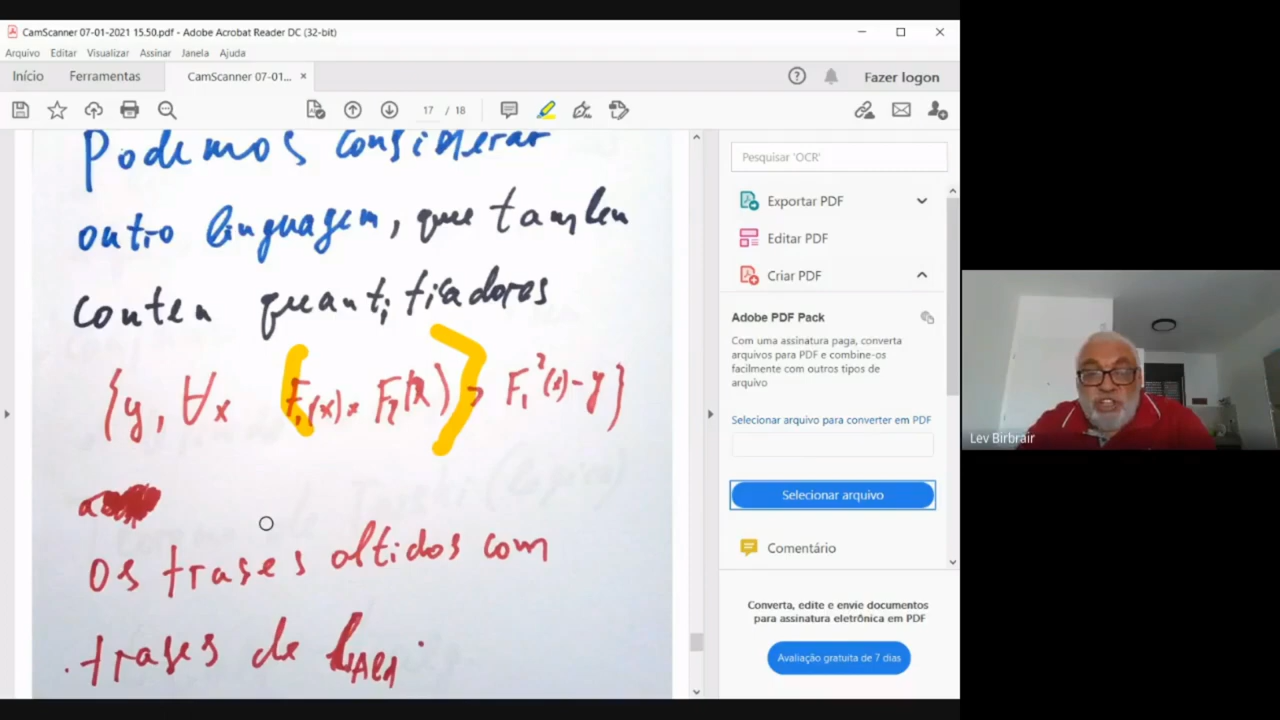 CamScanner 07-01-2021 15.50.pdf - Adobe Acrobat Reader DC (32-bit)
Arquivo Editar Visualizar Assinar Janela Ajuda
Início Ferramentas CamScanner 07-01... × Fazer logon
17 / 18
Podemos considerar
outro linguagem, que tamben
conten quantificadores
{y, ∀x F₁(x) × F₂(x) > F₁²(x) - y}
Os frases obtidos com
frases de L
Pesquisar 'OCR'
Exportar PDF
Editar PDF
Criar PDF
Adobe PDF Pack
Com uma assinatura paga, converta
arquivos para PDF e combine-os
facilmente com outros tipos de
arquivo
Selecionar arquivo para converter em PDF
Selecionar arquivo
Comentário
Converta, edite e envie documentos
para assinatura eletrônica em PDF
Avaliação gratuita de 7 dias
Lev Birbrair